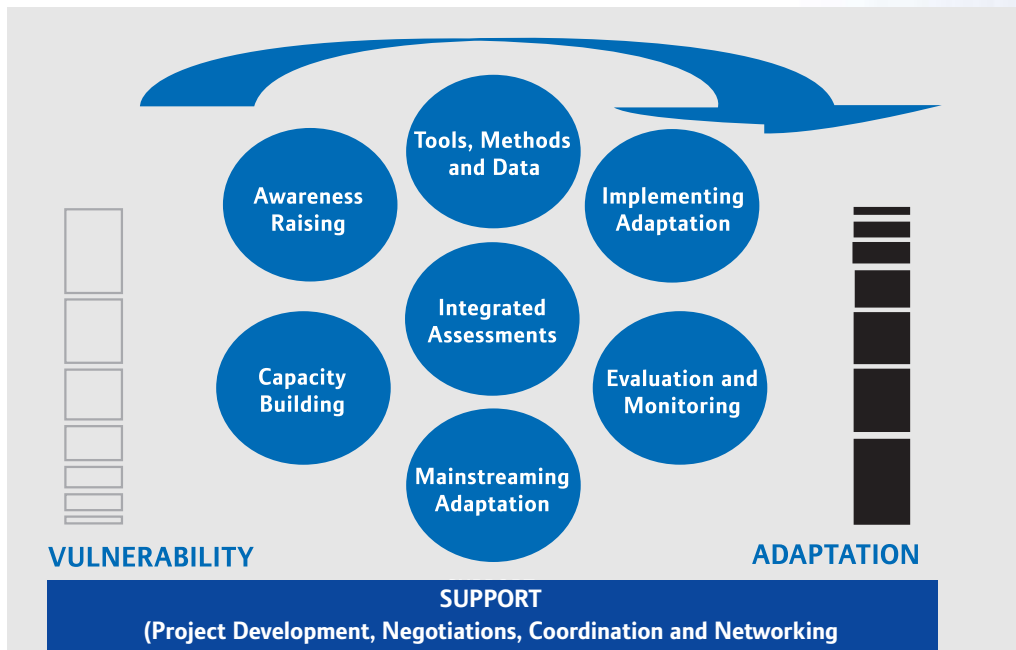 Tools, Methods
and Data
Awareness
Raising
Implementing
Adaptation
Integrated
Assessments
Capacity
Building
Evaluation and
Monitoring
Mainstreaming
Adaptation
VULNERABILITY
ADAPTATION
SUPPORT
(Project Development, Negotiations, Coordination and Networking